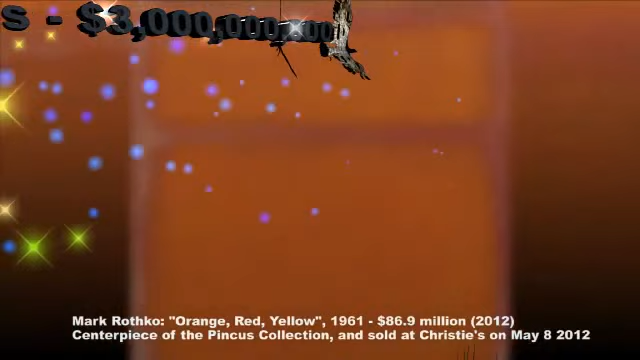 s - $3,000,000.00
Mark Rothko: "Orange, Red, Yellow", 1961 - $86.9 million (2012)
Centerpiece of the Pincus Collection, and sold at Christie's on May 8 2012